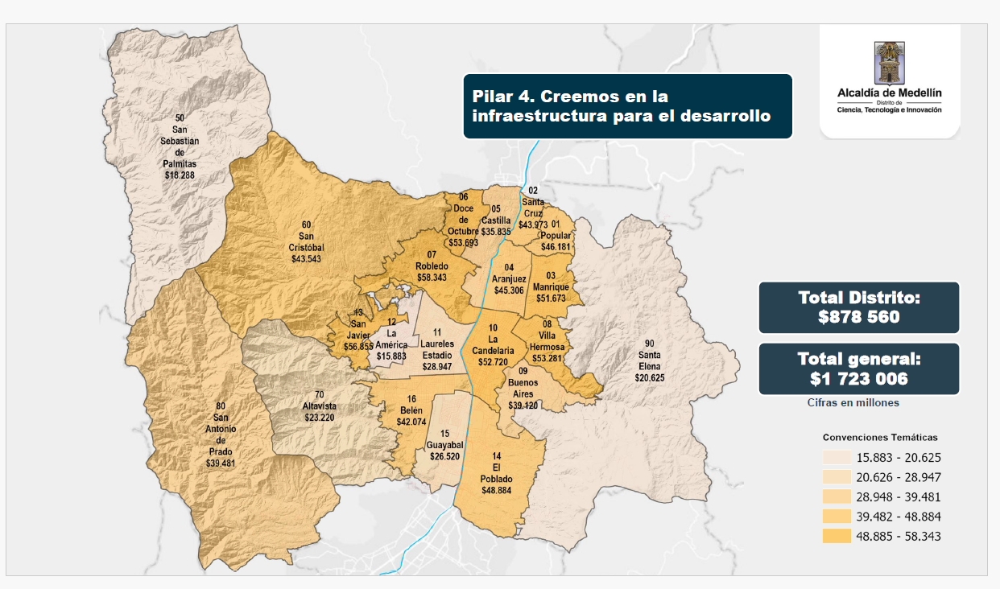 Pilar 4. Creemos en la
infraestructura para el desarrollo
Alcaldía de Medellín
Distrito de
Ciencia, Tecnología e Innovación
50
San
Sebastián
de
Palmitas
$18.288
60
San
Cristóbal
$43.543
06
Doce
de
Octubre
$53.693
05
Castilla
$35.835
02
Santa
Cruz
$43.973
01
Popular
$46.181
07
Robledo
$58.343
04
Aranjuez
$45.306
03
Manrique
$51.673
13
San
Javier
$56.855
12
La
América
$15.883
11
Laureles
Estadio
$28.947
10
La
Candelaria
$52.720
08
Villa
Hermosa
$53.281
90
Santa
Elena
$20.625
09
Buenos
Aires
$39.120
80
San
Antonio
de
Prado
$39.481
70
Altavista
$23.220
16
Belén
$42.074
15
Guayabal
$26.520
14
El
Poblado
$48.884
Total Distrito:
$878 560
Total general:
$1 723 006
Cifras en millones
Convenciones Temáticas
15.883 - 20.625
20.626 - 28.947
28.948 - 39.481
39.482 - 48.884
48.885 - 58.343